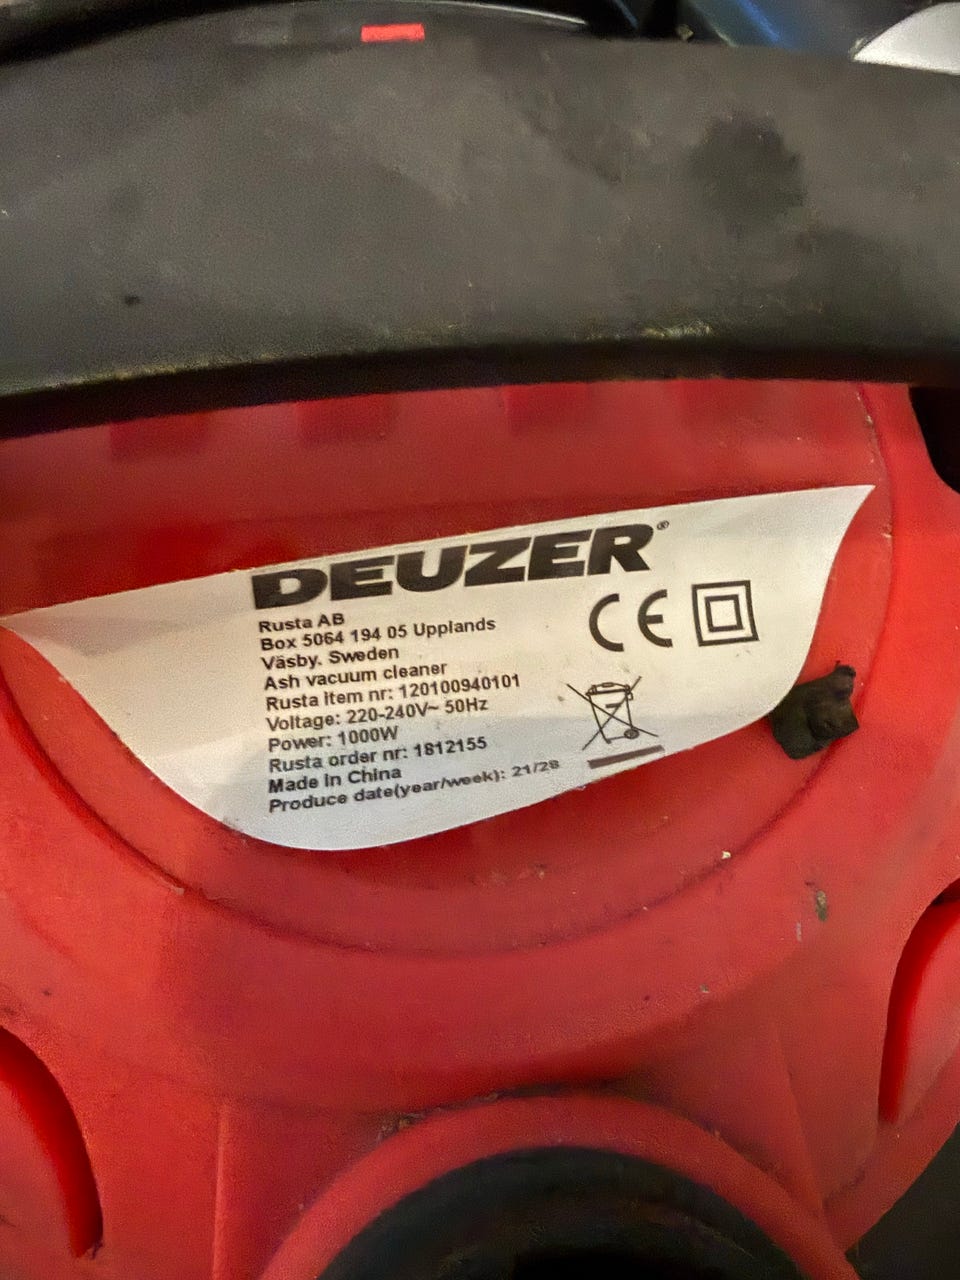 DEUZER®
Rusta AB
Box 5064 194 05 Upplands
Väsby. Sweden
Ash vacuum cleaner
Rusta Item nr: 120100940101
Voltage: 220-240V~ 50Hz
Power: 1000W
Rusta order nr: 1812155
Made In China
Produce date(year/week): 21/28
CE